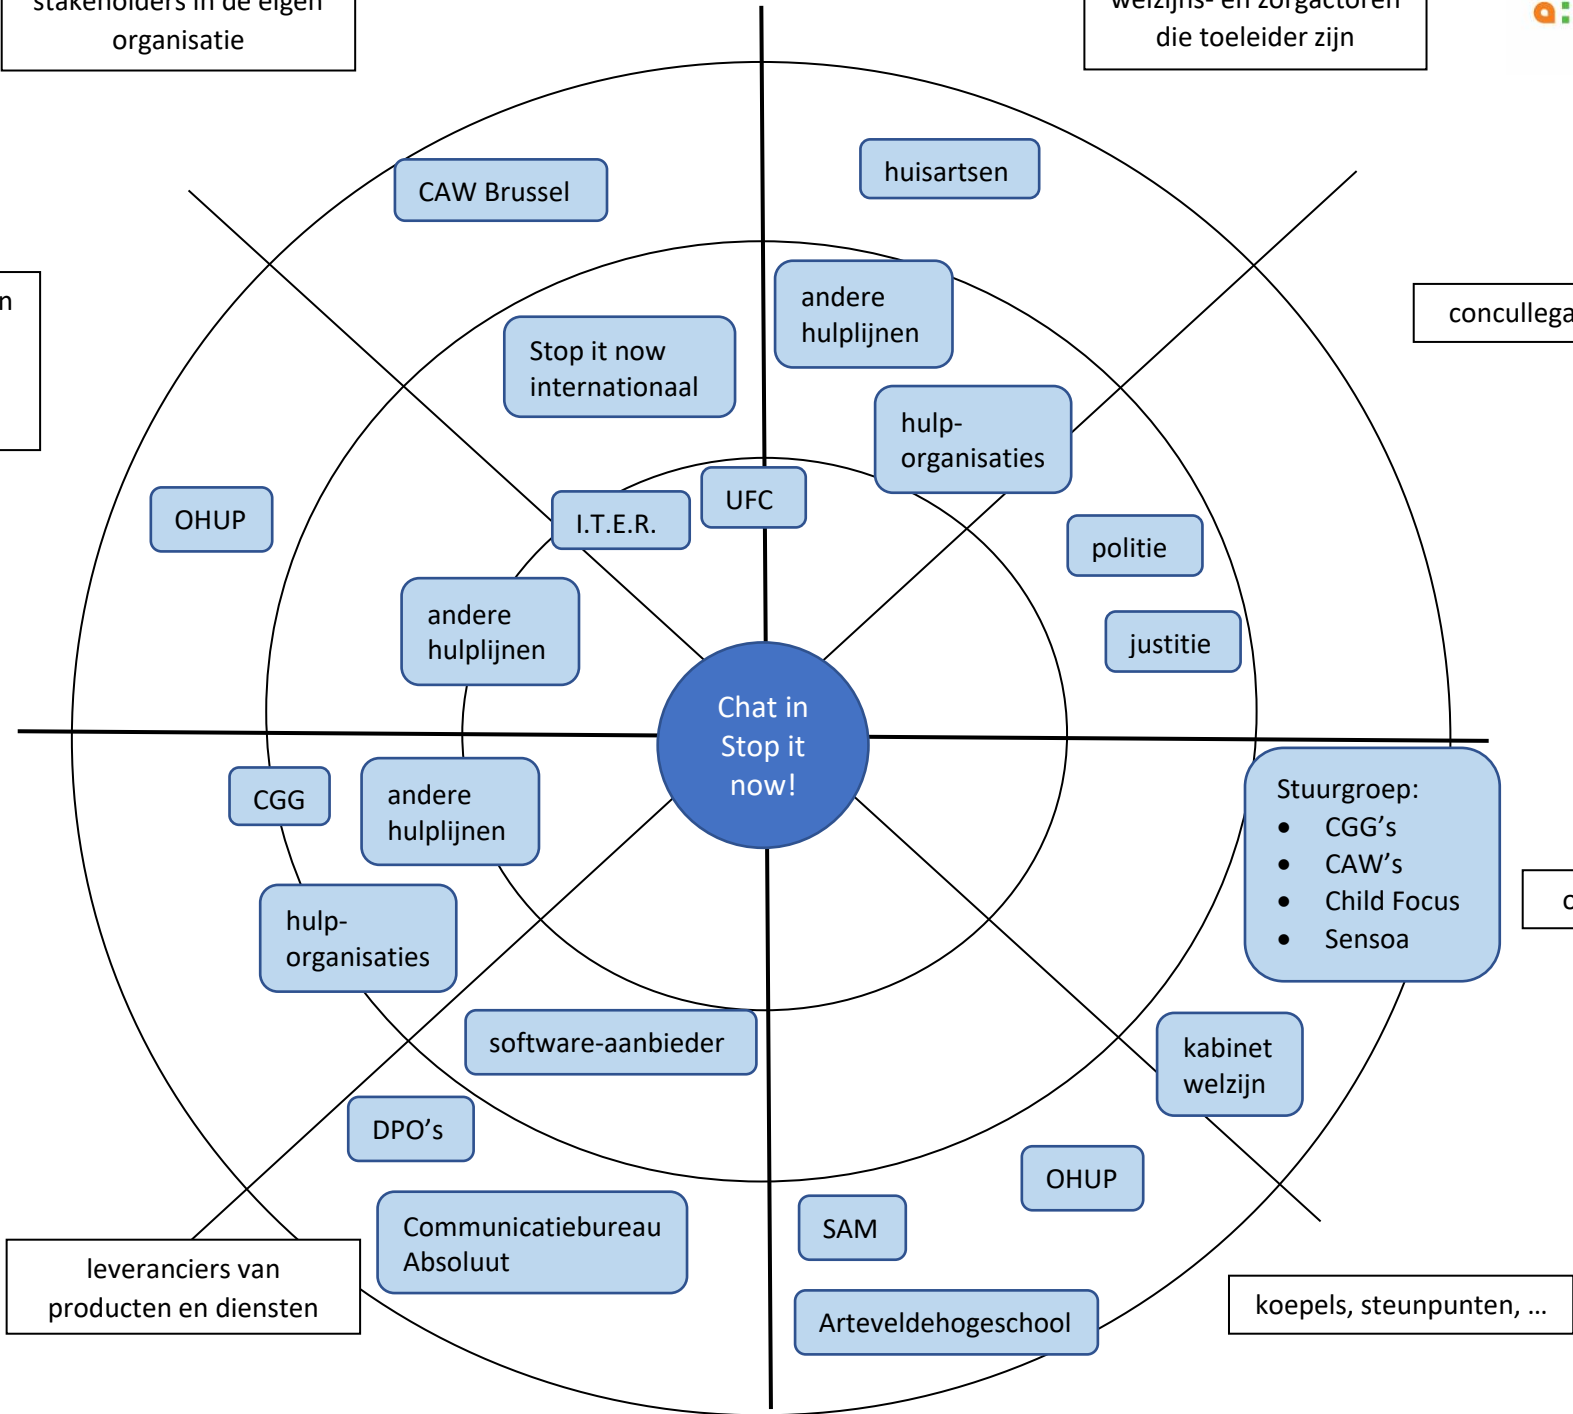 stakeholders in de eigen
organisatie
welzijns- en zorgactoren
die toeleider zijn
CAW Brussel
huisartsen
andere
hulplijnen
Stop it now
internationaal
hulp-
organisaties
UFC
I.T.E.R.
OHUP
politie
andere
hulplijnen
justitie
Chat in
Stop it
now!
CGG
andere
hulplijnen
Stuurgroep:
• CGG’s
• CAW’s
• Child Focus
• Sensoa
hulp-
organisaties
software-aanbieder
kabinet
welzijn
DPO’s
OHUP
SAM
Communicatiebureau
Absoluut
leveranciers van
producten en diensten
Arteveldehogeschool
koepels, steunpunten, ...